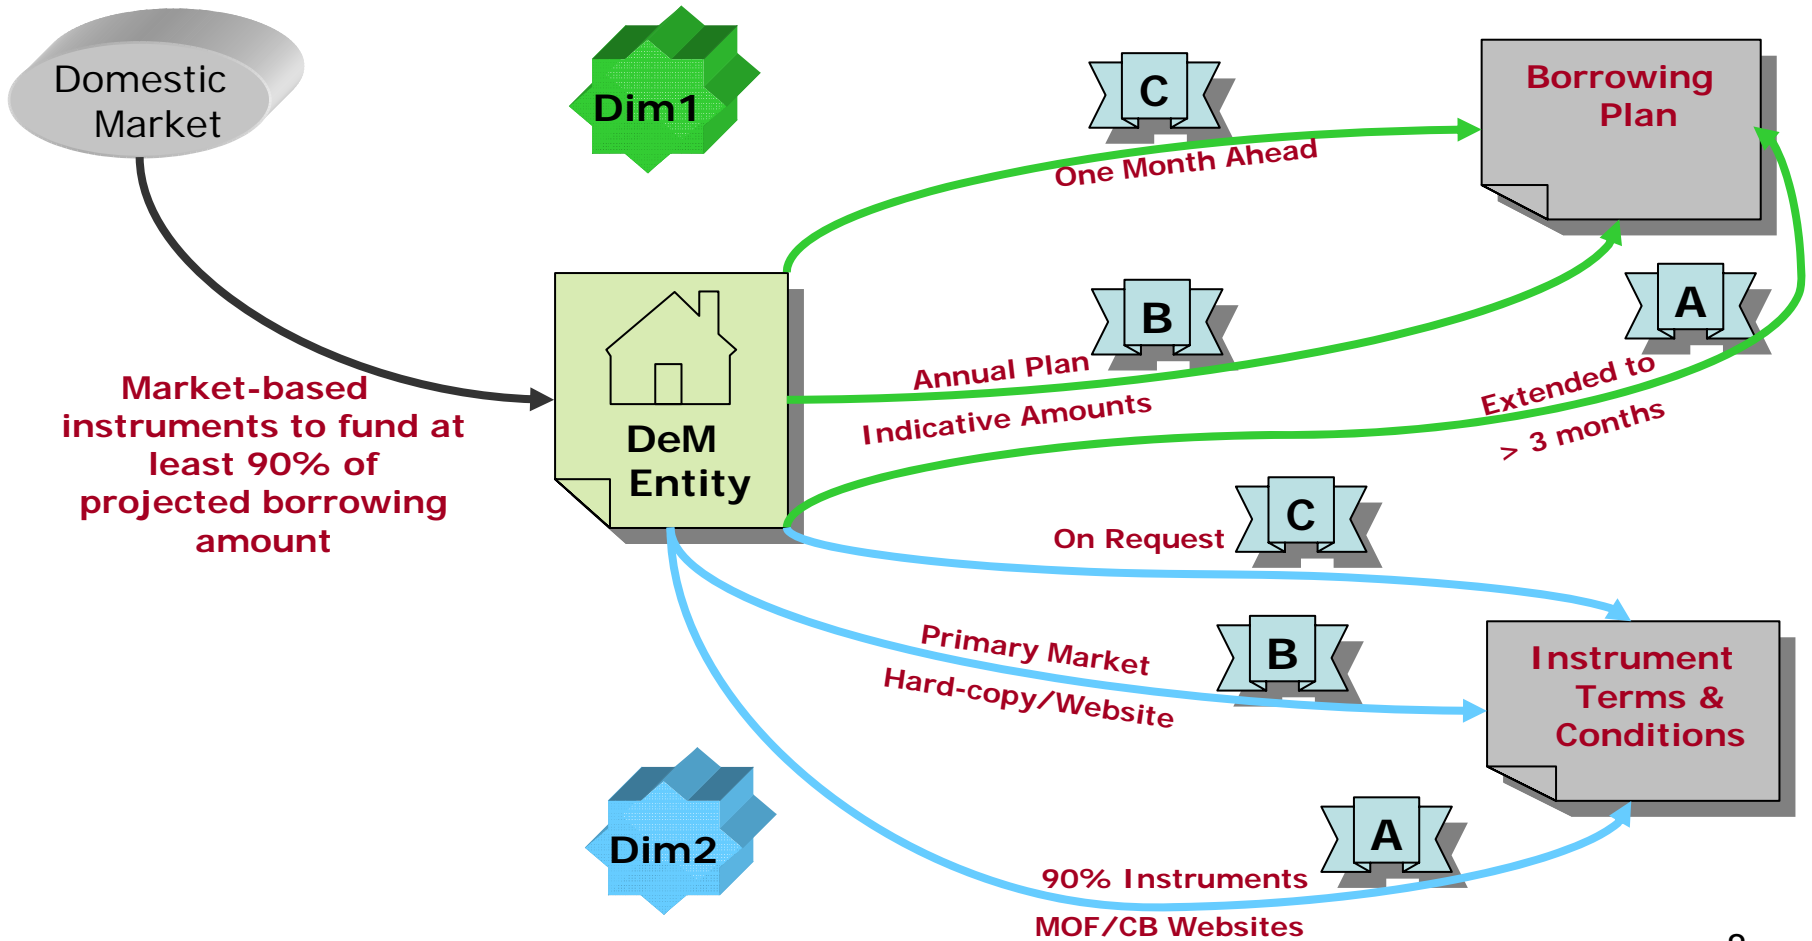 Domestic
Market
Dim1
C
One Month Ahead
Borrowing
Plan
A
B
Annual Plan
Indicative Amounts
Extended to
> 3 months
Market-based
instruments to fund at
least 90% of
projected borrowing
amount
DeM
Entity
On Request
C
Primary Market
Hard-copy/Website
B
Instrument
Terms &
Conditions
Dim2
A
90% Instruments
MOF/CB Websites